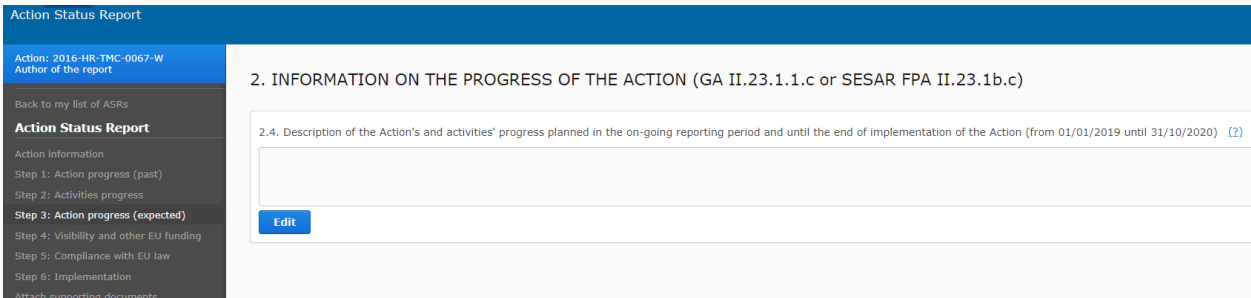 Action Status Report
Action: 2016-HR-TMC-0067-W
Author of the report
Back to my list of ASRs
Action Status Report
Action information
Step 1: Action progress (past)
Step 2: Activities progress
Step 3: Action progress (expected)
Step 4: Visibility and other EU funding
Step 5: Compliance with EU law
Step 6: Implementation
Attach supporting documents
2. INFORMATION ON THE PROGRESS OF THE ACTION (GA II.23.1.1.c or SESAR FPA II.23.1b.c)
2.4. Description of the Action's and activities' progress planned in the on-going reporting period and until the end of implementation of the Action (from 01/01/2019 until 31/10/2020) (?)
Edit